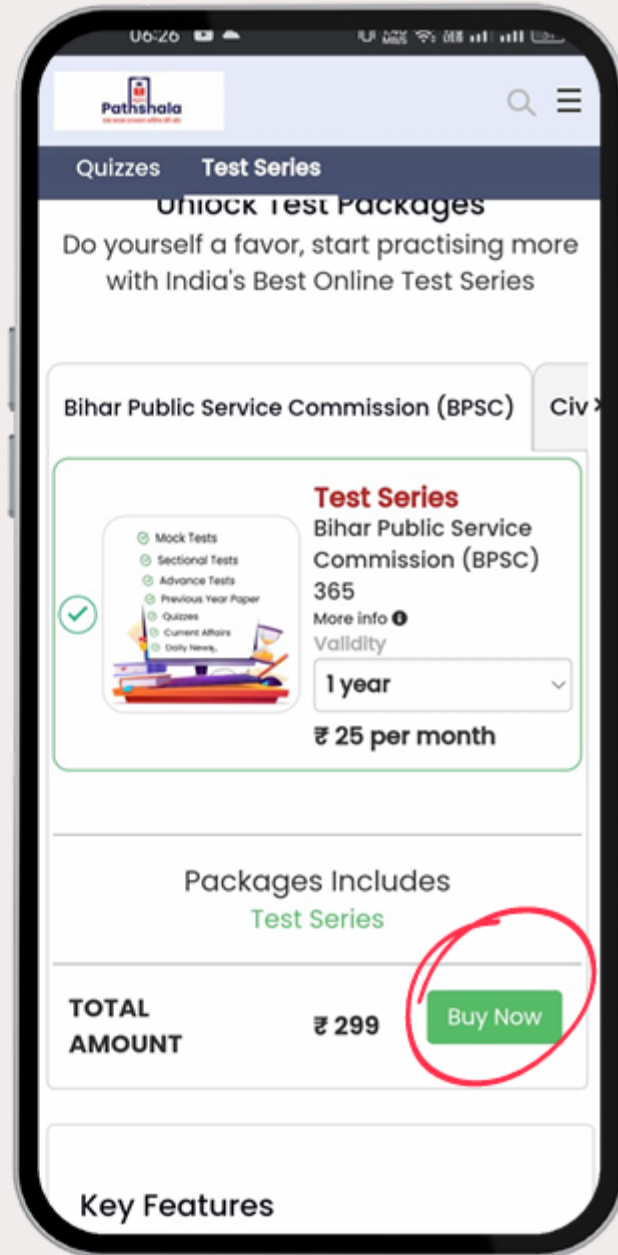 06:26
Pathshala
Quizzes Test Series
Unlock Test Packages
Do yourself a favor, start practising more
with India's Best Online Test Series
Bihar Public Service Commission (BPSC) Civ
Test Series
Bihar Public Service
Commission (BPSC)
365
More info
Validity
1 year
₹ 25 per month
Mock Tests
Sectional Tests
Advance Tests
Previous Year Paper
Quizzes
Current Affairs
Daily News,
Packages Includes
Test Series
TOTAL
AMOUNT
₹ 299
Buy Now
Key Features